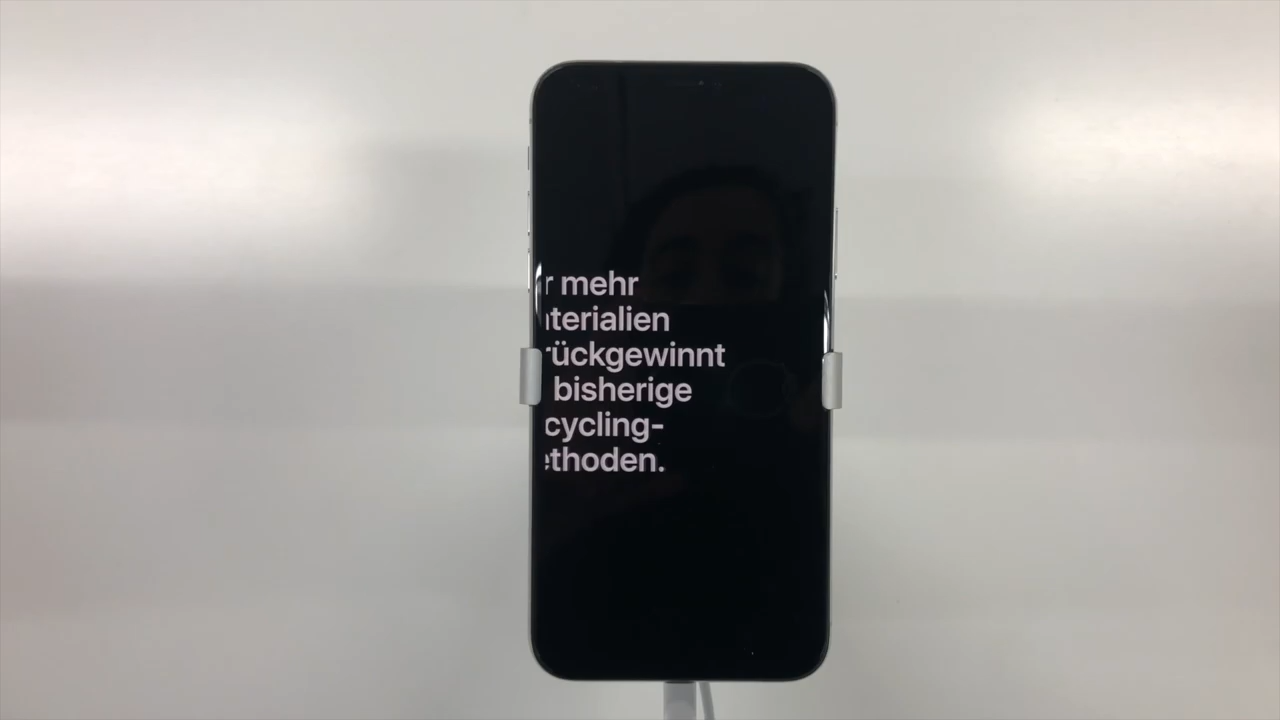 r mehr
terialien
rückgewinnt
bisherige
cycling-
thoden.